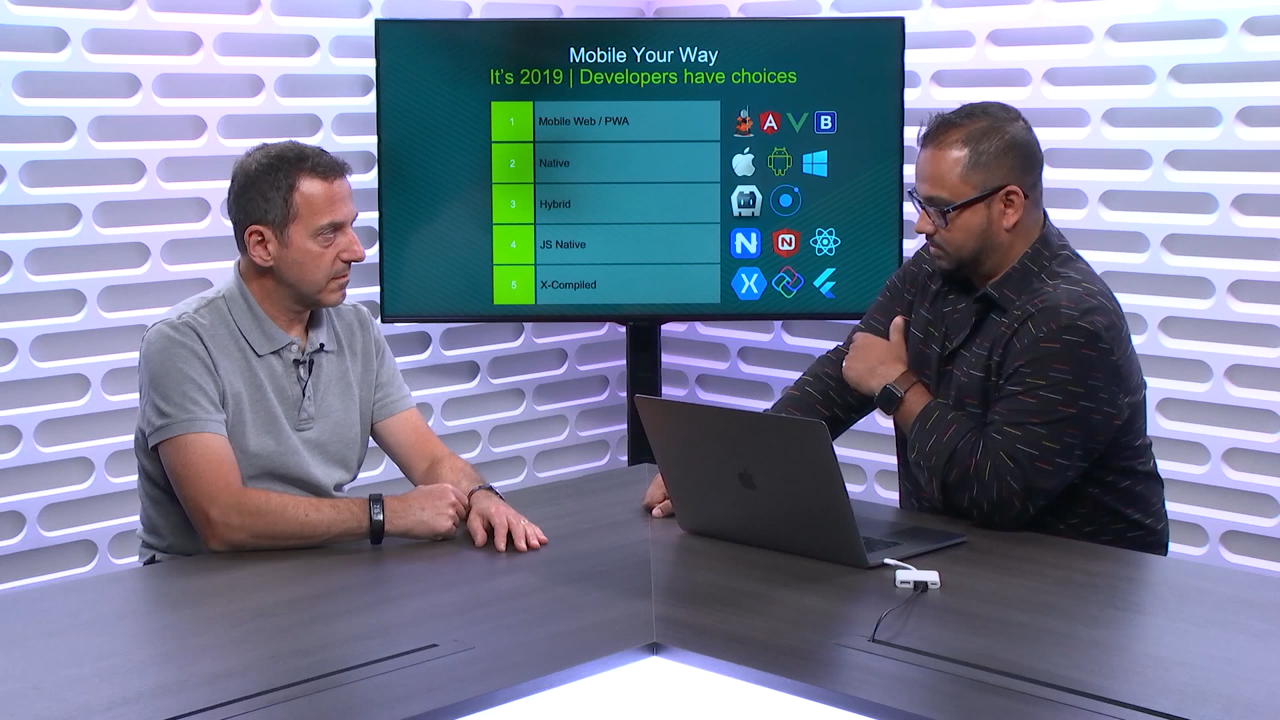 Mobile Your Way
It's 2019 | Developers have choices
1 Mobile Web / PWA
A B
2 Native
3 Hybrid
4 JS Native
N N
5 X-Compiled
X